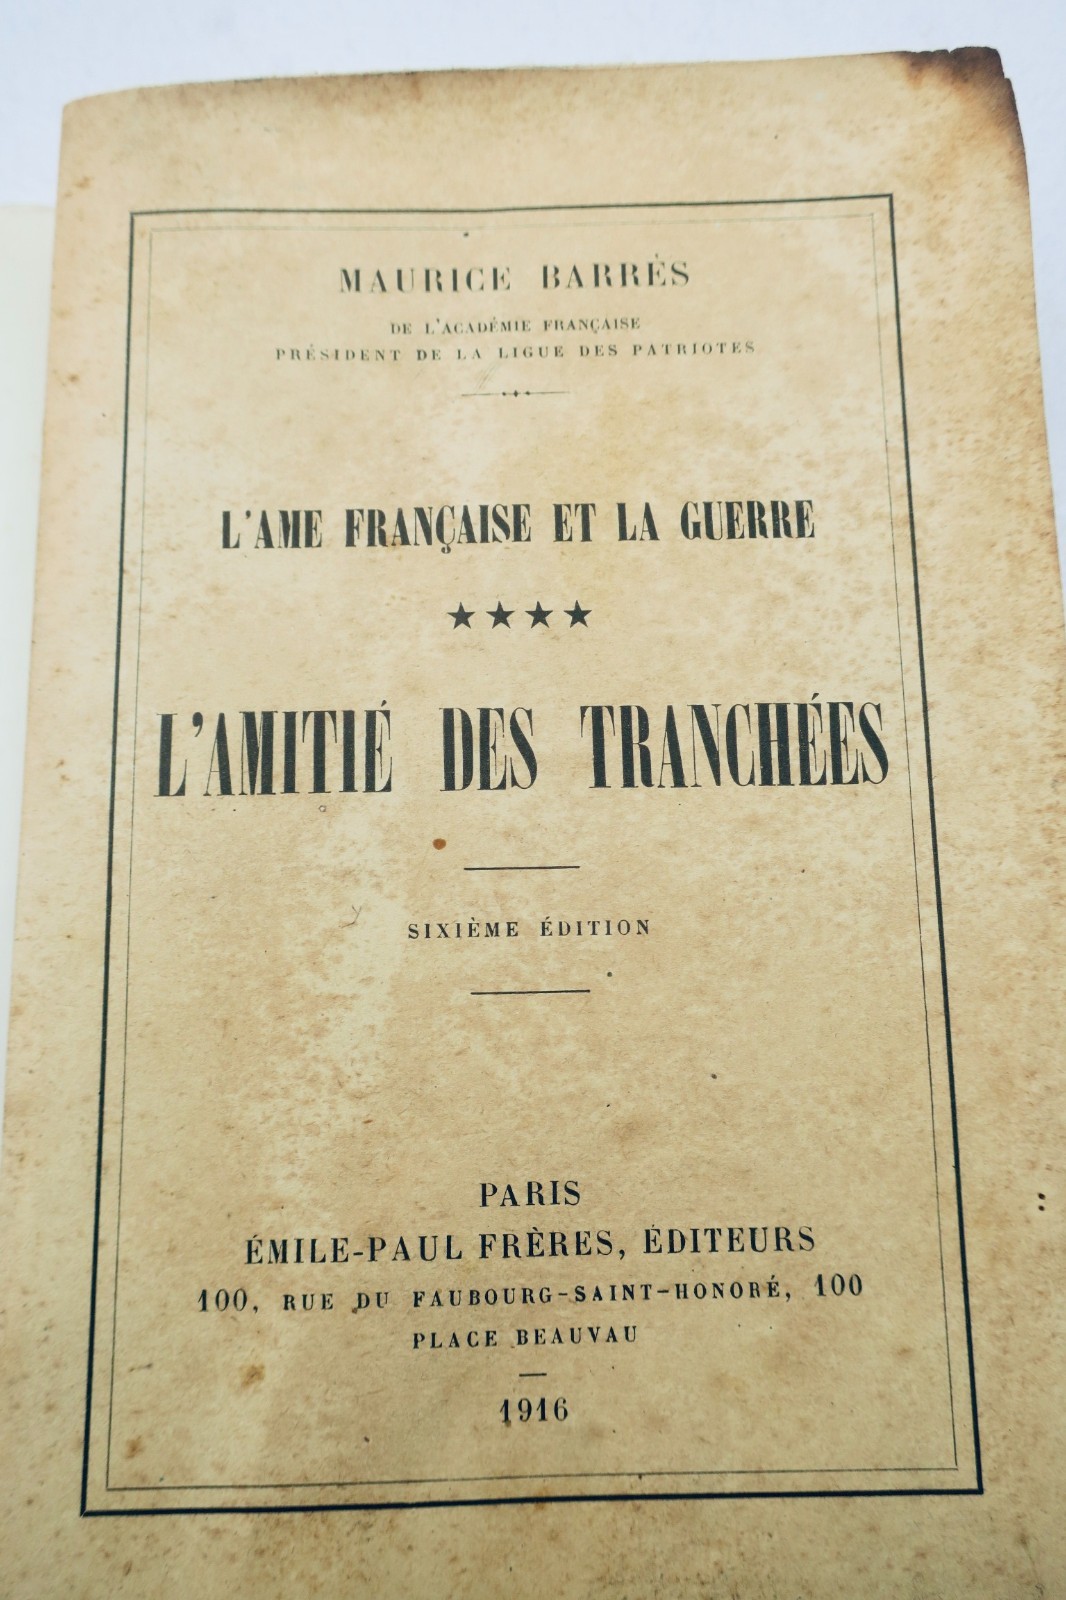 MAURICE BARRÈS
DE L'ACADÉMIE FRANÇAISE
PRÉSIDENT DE LA LIGUE DES PATRIOTES
L'AME FRANÇAISE ET LA GUERRE
★★★★
L'AMITIÉ DES TRANCHÉES
SIXIÈME ÉDITION
PARIS
ÉMILE-PAUL FRÈRES, ÉDITEURS
100, RUE DU FAUBOURG-SAINT-HONORÉ, 100
PLACE BEAUVAU
1916